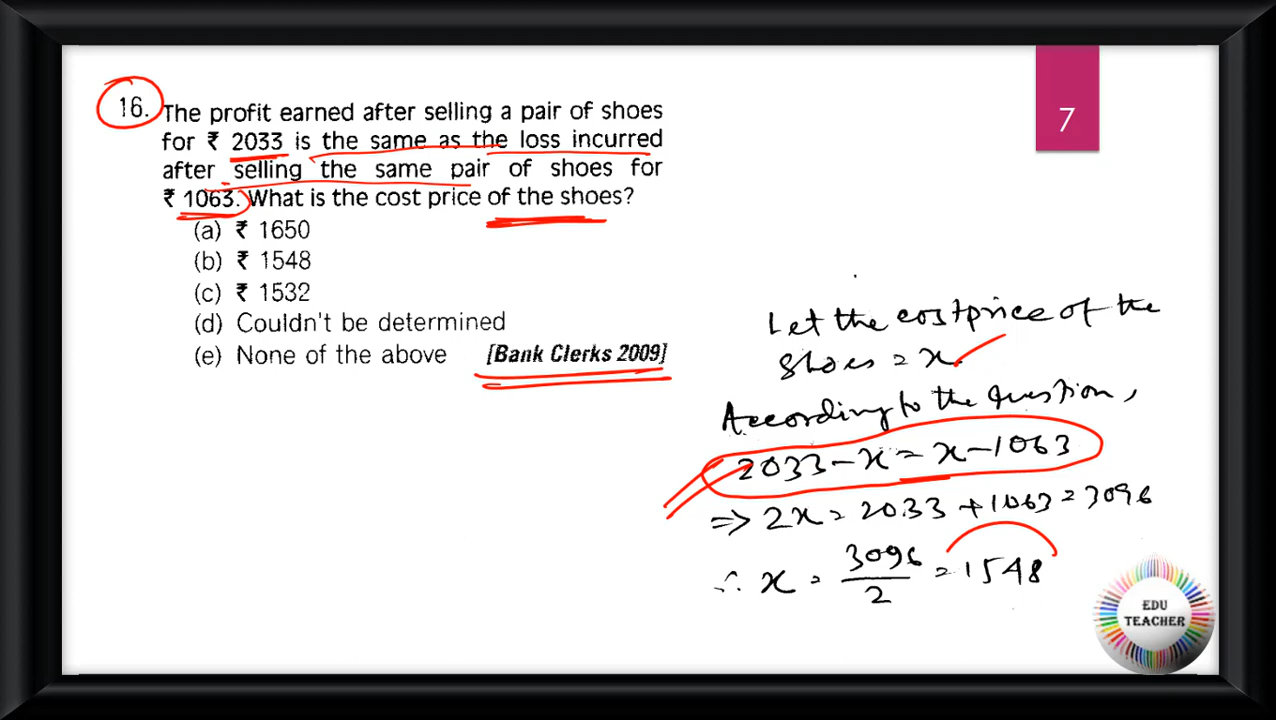 7
16. The profit earned after selling a pair of shoes
for ₹ 2033 is the same as the loss incurred
after selling the same pair of shoes for
₹ 1063. What is the cost price of the shoes?
(a) ₹ 1650
(b) ₹ 1548
(c) ₹ 1532
(d) Couldn't be determined
(e) None of the above [Bank Clerks 2009]
Let the costprice of the
shoes = x
According to the Question,
2033 - x = x - 1063
⇒ 2x = 2033 + 1063 = 3096
∴ x = 3096/2 = 1548
EDU
TEACHER